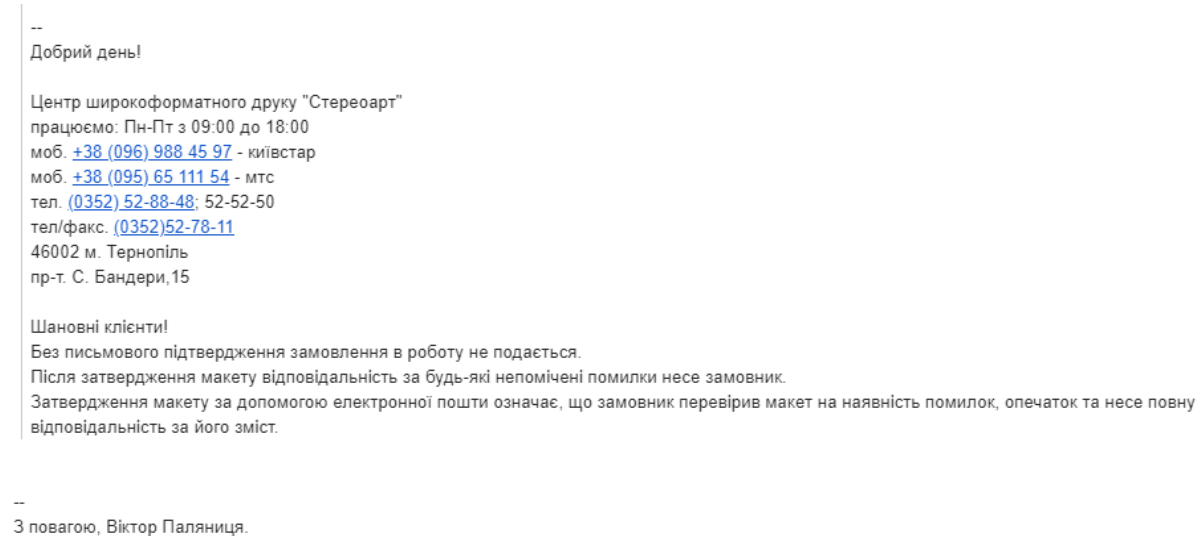 --
Добрий день!
Центр широкоформатного друку "Стереоарт"
працюємо: Пн-Пт з 09:00 до 18:00
моб. +38 (096) 988 45 97 - київстар
моб. +38 (095) 65 111 54 - мтс
тел. (0352) 52-88-48; 52-52-50
тел/факс. (0352)52-78-11
46002 м. Тернопіль
пр-т. С. Бандери,15
Шановні клієнти!
Без письмового підтвердження замовлення в роботу не подається.
Після затвердження макету відповідальність за будь-які непомічені помилки несе замовник.
Затвердження макету за допомогою електронної пошти означає, що замовник перевірив макет на наявність помилок, опечаток та несе повну
відповідальність за його зміст.
--
З повагою, Віктор Паляниця.